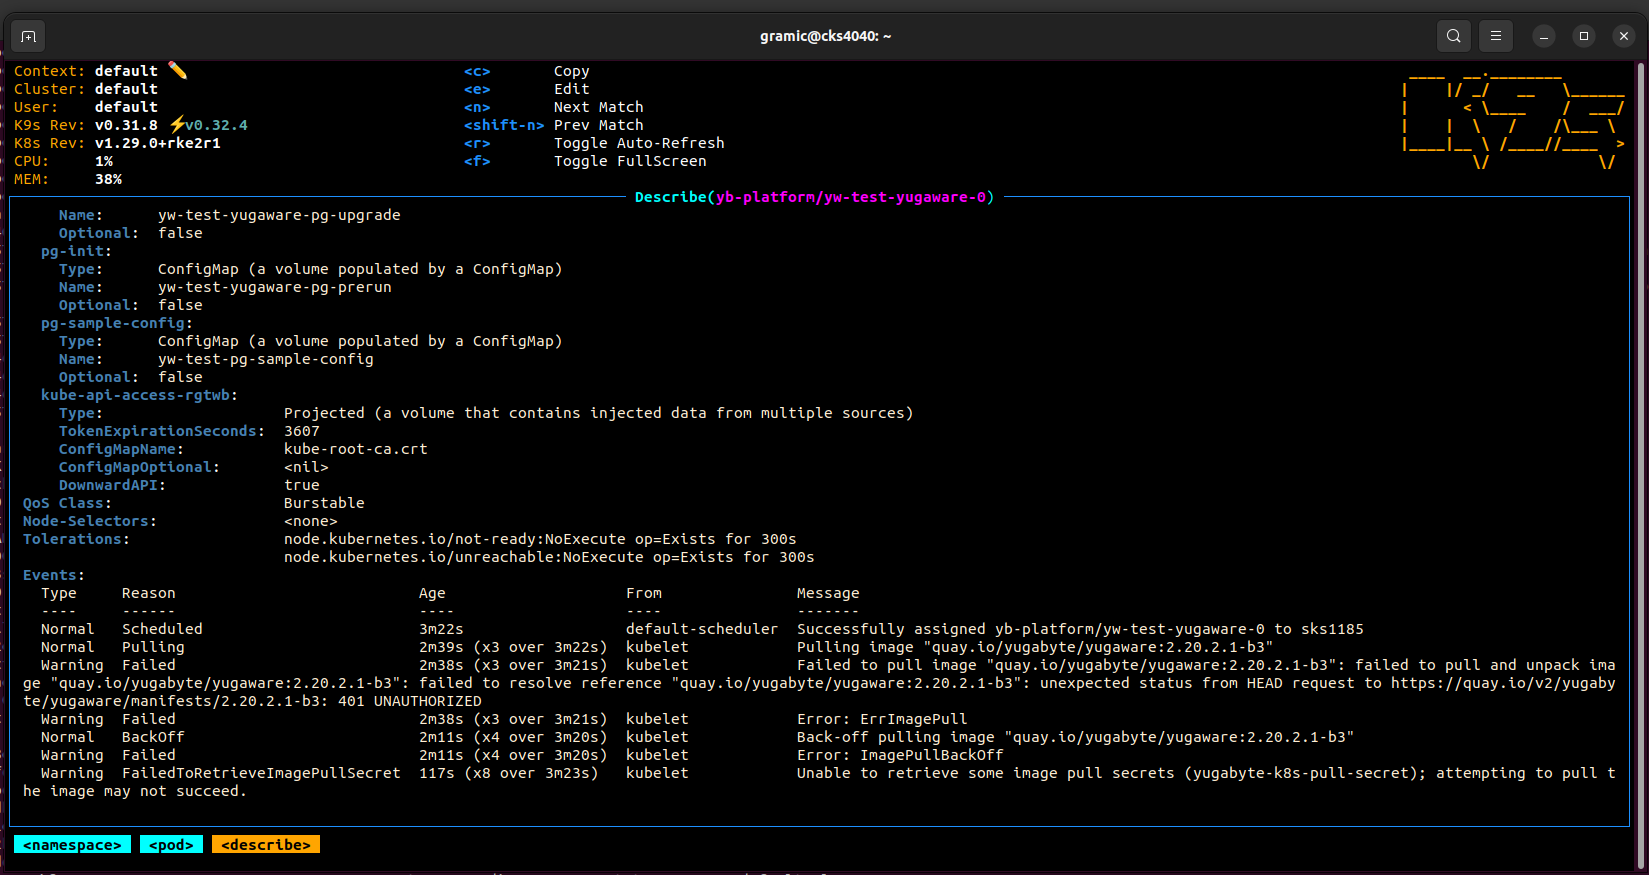 gramic@cks4040: ~
Context: default
Cluster: default
User: default
K9s Rev: v0.31.8 ⚡v0.32.4
K8s Rev: v1.29.0+rke2r1
CPU: 1%
MEM: 38%
<c> Copy
<e> Edit
<n> Next Match
<shift-n> Prev Match
<r> Toggle Auto-Refresh
<f> Toggle FullScreen
K9s
Describe(yb-platform/yw-test-yugaware-0)
Name: yw-test-yugaware-pg-upgrade
Optional: false
pg-init:
Type: ConfigMap (a volume populated by a ConfigMap)
Name: yw-test-yugaware-pg-prerun
Optional: false
pg-sample-config:
Type: ConfigMap (a volume populated by a ConfigMap)
Name: yw-test-pg-sample-config
Optional: false
kube-api-access-rgtwb:
Type: Projected (a volume that contains injected data from multiple sources)
TokenExpirationSeconds: 3607
ConfigMapName: kube-root-ca.crt
ConfigMapOptional: <nil>
DownwardAPI: true
QoS Class: Burstable
Node-Selectors: <none>
Tolerations: node.kubernetes.io/not-ready:NoExecute op=Exists for 300s
node.kubernetes.io/unreachable:NoExecute op=Exists for 300s
Events:
Type Reason Age From Message
---- ------ ---- ---- -------
Normal Scheduled 3m22s default-scheduler Successfully assigned yb-platform/yw-test-yugaware-0 to sks1185
Normal Pulling 2m39s (x3 over 3m22s) kubelet Pulling image "quay.io/yugabyte/yugaware:2.20.2.1-b3"
Warning Failed 2m38s (x3 over 3m21s) kubelet Failed to pull image "quay.io/yugabyte/yugaware:2.20.2.1-b3": failed to pull and unpack ima
ge "quay.io/yugabyte/yugaware:2.20.2.1-b3": failed to resolve reference "quay.io/yugabyte/yugaware:2.20.2.1-b3": unexpected status from HEAD request to https://quay.io/v2/yugaby
te/yugaware/manifests/2.20.2.1-b3: 401 UNAUTHORIZED
Warning Failed 2m38s (x3 over 3m21s) kubelet Error: ErrImagePull
Normal BackOff 2m11s (x4 over 3m20s) kubelet Back-off pulling image "quay.io/yugabyte/yugaware:2.20.2.1-b3"
Warning Failed 2m11s (x4 over 3m20s) kubelet Error: ImagePullBackOff
Warning FailedToRetrieveImagePullSecret 117s (x8 over 3m23s) kubelet Unable to retrieve some image pull secrets (yugabyte-k8s-pull-secret); attempting to pull t
he image may not succeed.
<namespace> <pod> <describe>